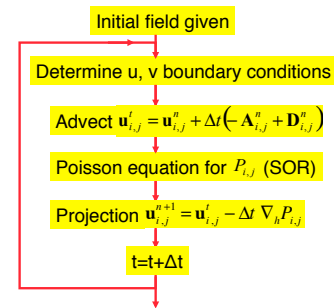 Initial field given
Determine u, v boundary conditions
Advect u^t_{i,j} = u^n_{i,j} + Δt(−A^n_{i,j} + D^n_{i,j})
Poisson equation for P_{i,j} (SOR)
Projection u^{n+1}_{i,j} = u^t_{i,j} − Δt ∇_h P_{i,j}
t=t+Δt